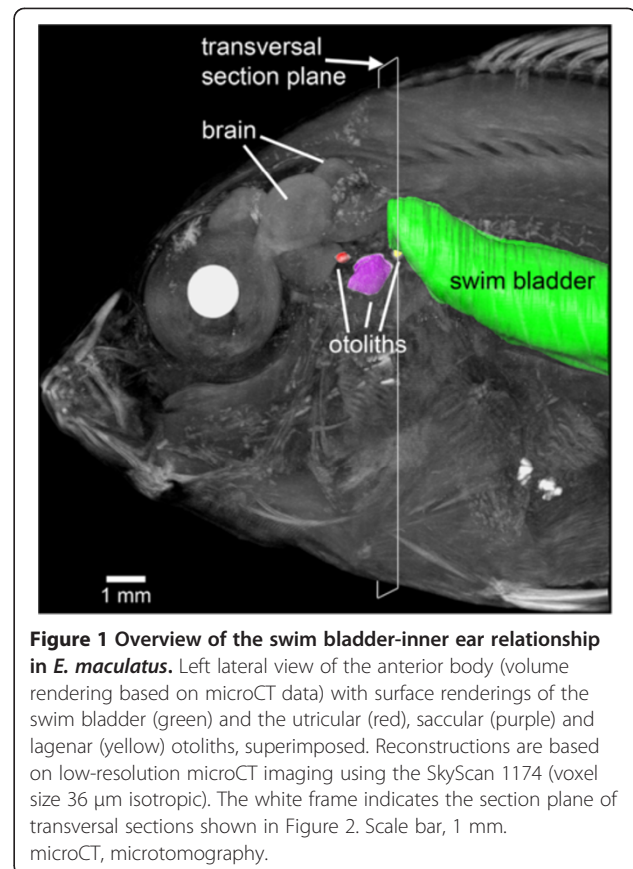 transversal
section plane
brain
swim bladder
otoliths
1 mm
Figure 1 Overview of the swim bladder-inner ear relationship
in E. maculatus. Left lateral view of the anterior body (volume
rendering based on microCT data) with surface renderings of the
swim bladder (green) and the utricular (red), saccular (purple) and
lagenar (yellow) otoliths, superimposed. Reconstructions are based
on low-resolution microCT imaging using the SkyScan 1174 (voxel
size 36 μm isotropic). The white frame indicates the section plane of
transversal sections shown in Figure 2. Scale bar, 1 mm.
microCT, microtomography.